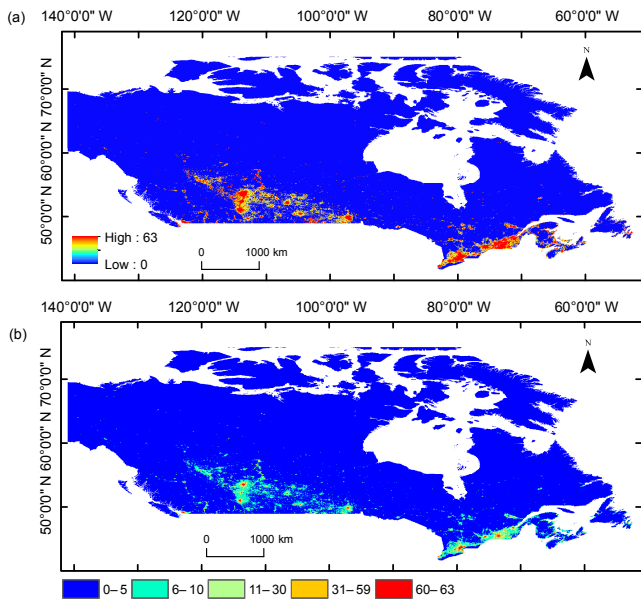 140°0'0" W 120°0'0" W 100°0'0" W 80°0'0" W 60°0'0" W
(a)
N
70°0'0" N
60°0'0" N
50°0'0" N
High : 63
Low : 0
0 1000 km
140°0'0" W 120°0'0" W 100°0'0" W 80°0'0" W 60°0'0" W
(b)
N
70°0'0" N
60°0'0" N
50°0'0" N
0 1000 km
0–5 6–10 11–30 31–59 60–63